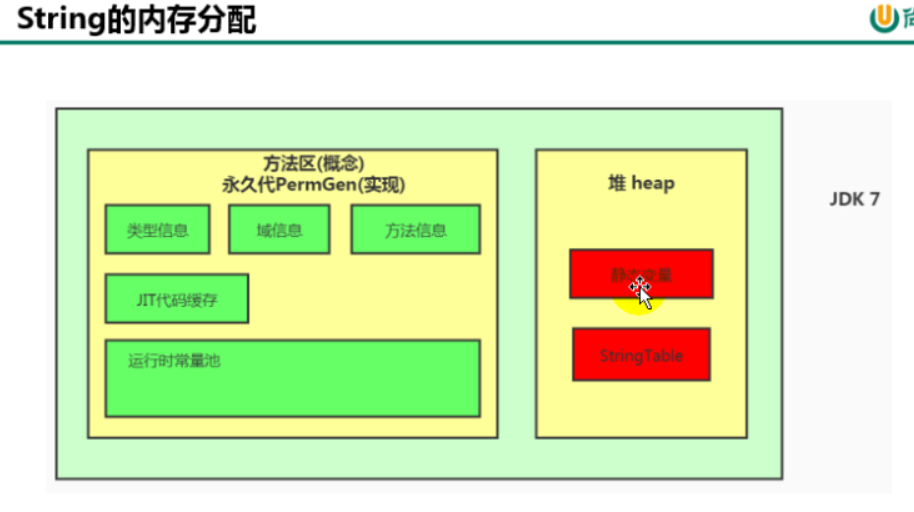 String的内存分配
方法区(概念)
永久代PermGen(实现)
堆 heap
JDK 7
类型信息
域信息
方法信息
静态变量
JIT代码缓存
StringTable
运行时常量池